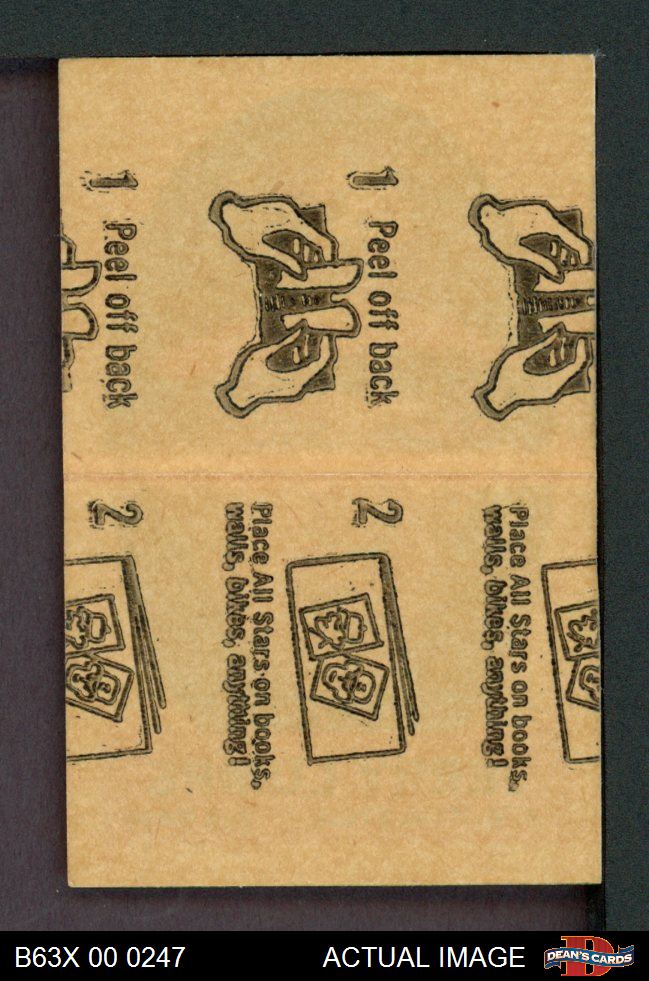 1 Peel off back
1 Peel off back
2
Place All Stars on books,
walls, bikes, anything!
2
Place All Stars on books,
walls, bikes, anything!
B63X 00 0247
ACTUAL IMAGE
D
DEAN'S CARDS